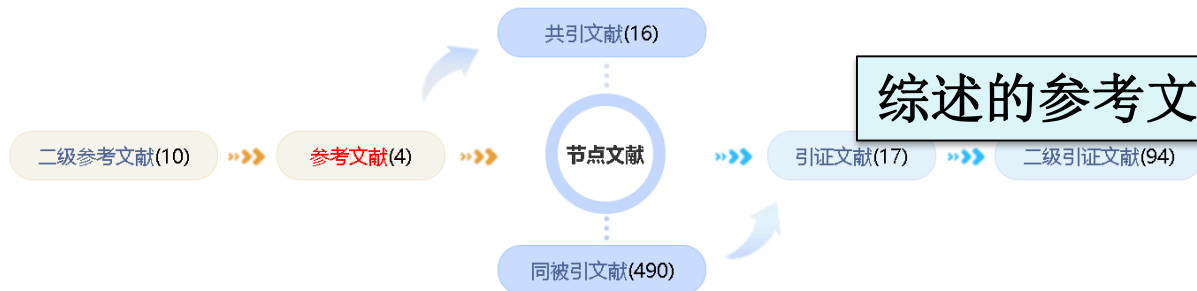 共引文献(16)
综述的参考文
二级参考文献(10)
参考文献(4)
节点文献
引证文献(17)
二级引证文献(94)
同被引文献(490)